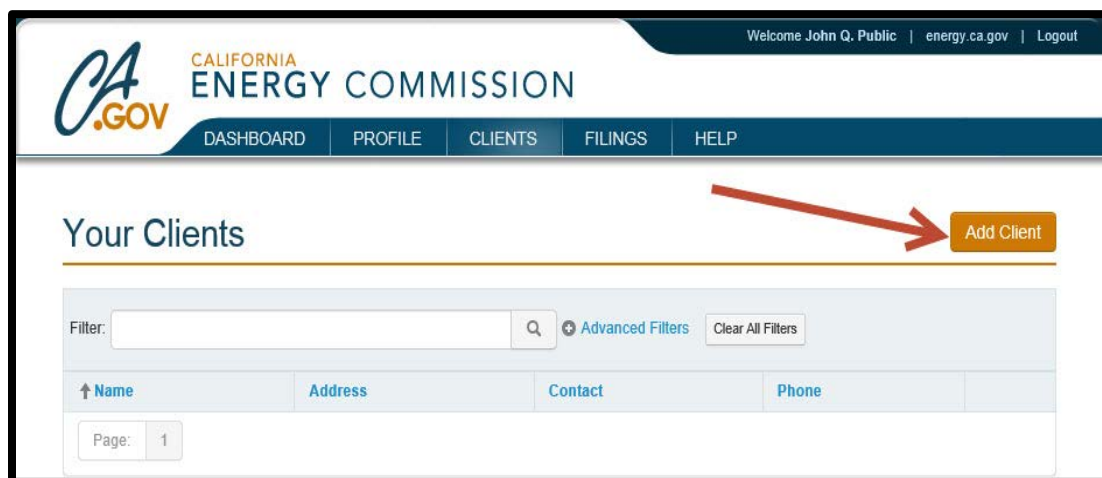 Welcome John Q. Public | energy.ca.gov | Logout
CA
.GOV
CALIFORNIA
ENERGY COMMISSION
DASHBOARD PROFILE CLIENTS FILINGS HELP
Your Clients
Add Client
Filter: Advanced Filters Clear All Filters
Name Address Contact Phone
Page: 1